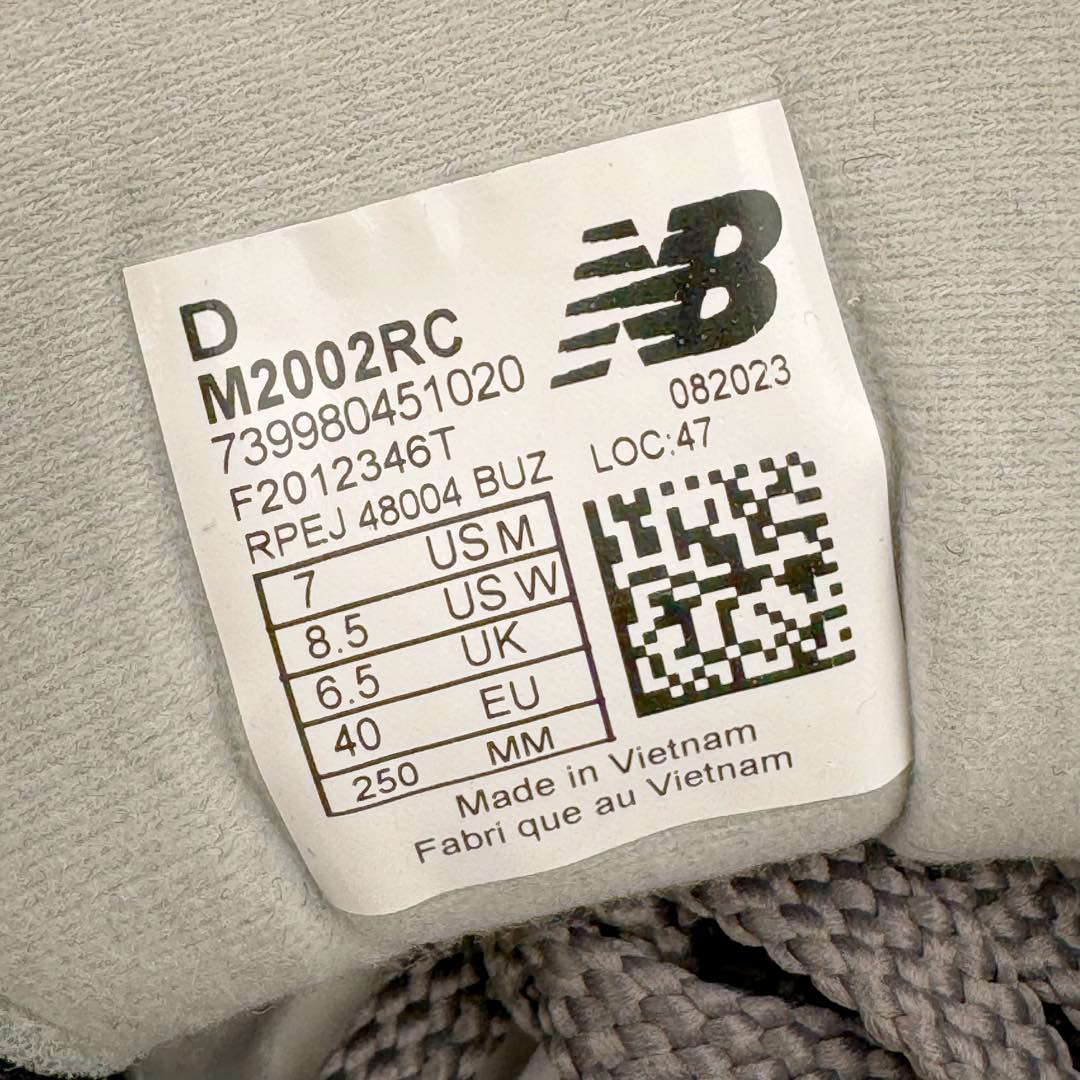 D
NB
M2002RC
739980451020
082023
F2012346T
LOC:47
RPEJ 48004 BUZ
7 US M
8.5 US W
6.5 UK
40 EU
250 MM
Made in Vietnam
Fabri que au Vietnam